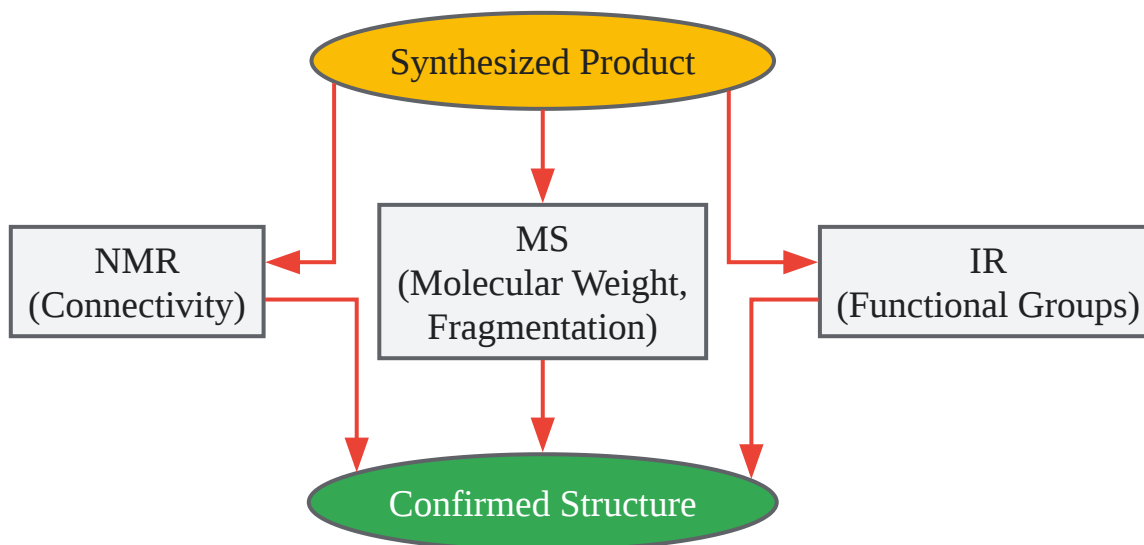 Synthesized Product
NMR
(Connectivity)
MS
(Molecular Weight,
Fragmentation)
IR
(Functional Groups)
Confirmed Structure